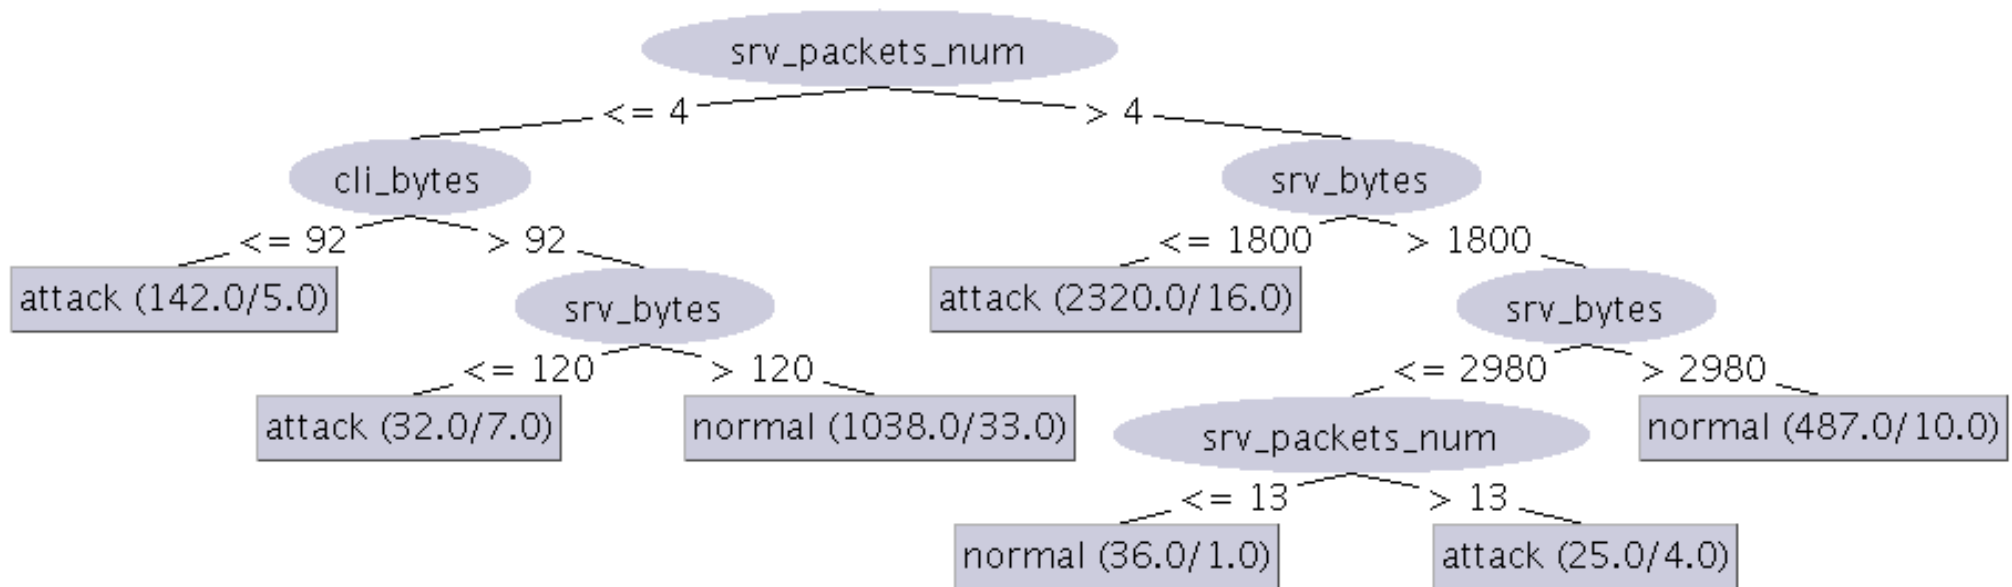 srv_packets_num
<= 4
> 4
cli_bytes
srv_bytes
<= 92
> 92
<= 1800
> 1800
attack (142.0/5.0)
srv_bytes
attack (2320.0/16.0)
srv_bytes
<= 120
> 120
<= 2980
> 2980
attack (32.0/7.0)
normal (1038.0/33.0)
srv_packets_num
normal (487.0/10.0)
<= 13
> 13
normal (36.0/1.0)
attack (25.0/4.0)